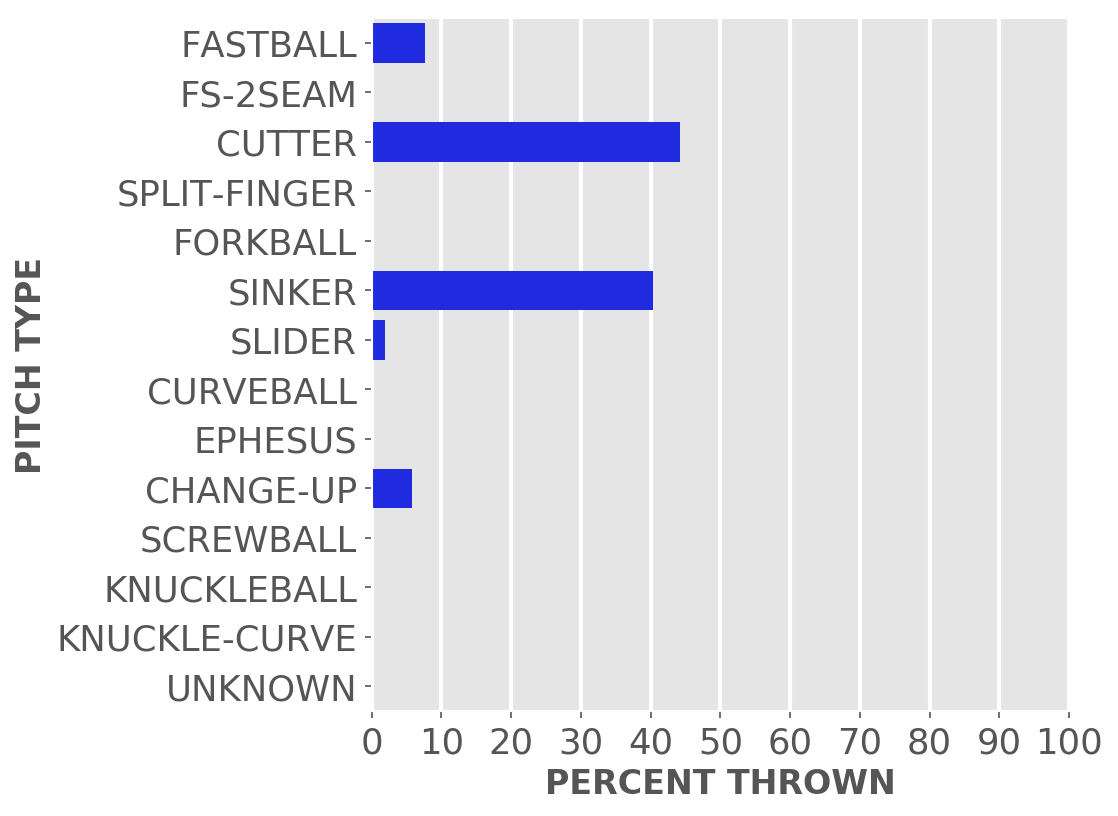 FASTBALL
FS-2SEAM
CUTTER
SPLIT-FINGER
FORKBALL
SINKER
SLIDER
CURVEBALL
EPHESUS
CHANGE-UP
SCREWBALL
KNUCKLEBALL
KNUCKLE-CURVE
UNKNOWN
PITCH TYPE
0 10 20 30 40 50 60 70 80 90 100
PERCENT THROWN